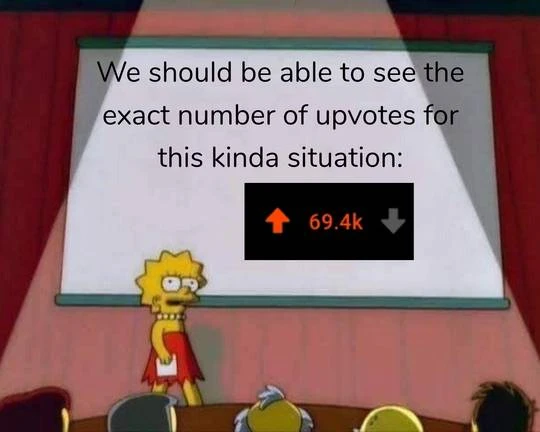 We should be able to see the
exact number of upvotes for
this kinda situation:
69.4k